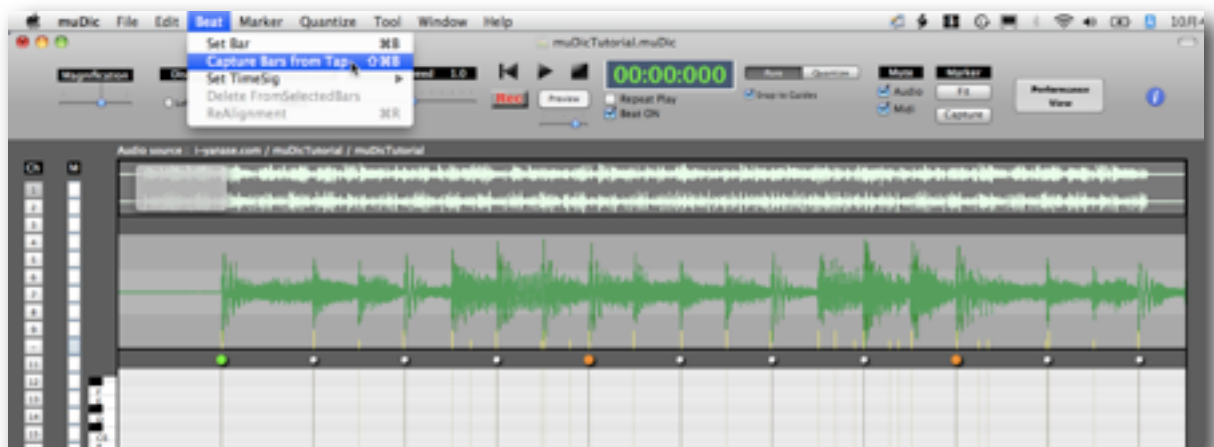 muDic File Edit Beat Marker Quantize Tool Window Help
Set Bar ⌘B
Capture Bars from Tap ⇧⌘B
Set TimeSig
Delete FromSelectedBars
ReAlignment ⌘R
muDicTutorial.muDic
Magnification
1.0
Rec
Preview
00:00:000
Repeat Play
Beat ON
Quantize
Snap to Guides
Mute
Audio
Midi
Marker
Fit
Capture
Performance
View
Audio source : i-yanase.com / muDicTutorial / muDicTutorial
Ch M
1
2
3
4
5
6
7
8
9
11
12
13
14
15